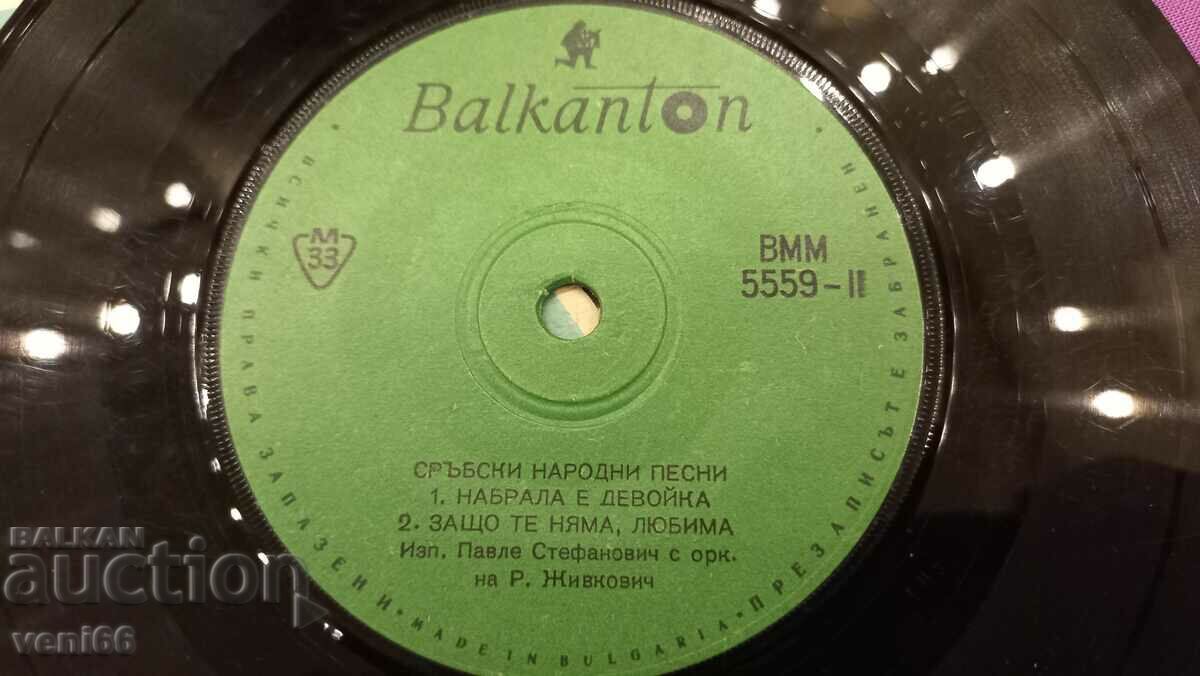 Balkanton
М
33
ВММ
5559-II
СРЪБСКИ НАРОДНИ ПЕСНИ
1. НАБРАЛА Е ДЕВОЙКА
2. ЗАЩО ТЕ НЯМА, ЛЮБИМА
Изп. Павле Стефанович с орк.
на Р. Живкович
ВСИЧКИ ПРАВА ЗАПАЗЕНИ · MADE IN BULGARIA · ПРЕЗАПИСЪТ Е ЗАБРАНЕН
BALKAN
auction
veni66